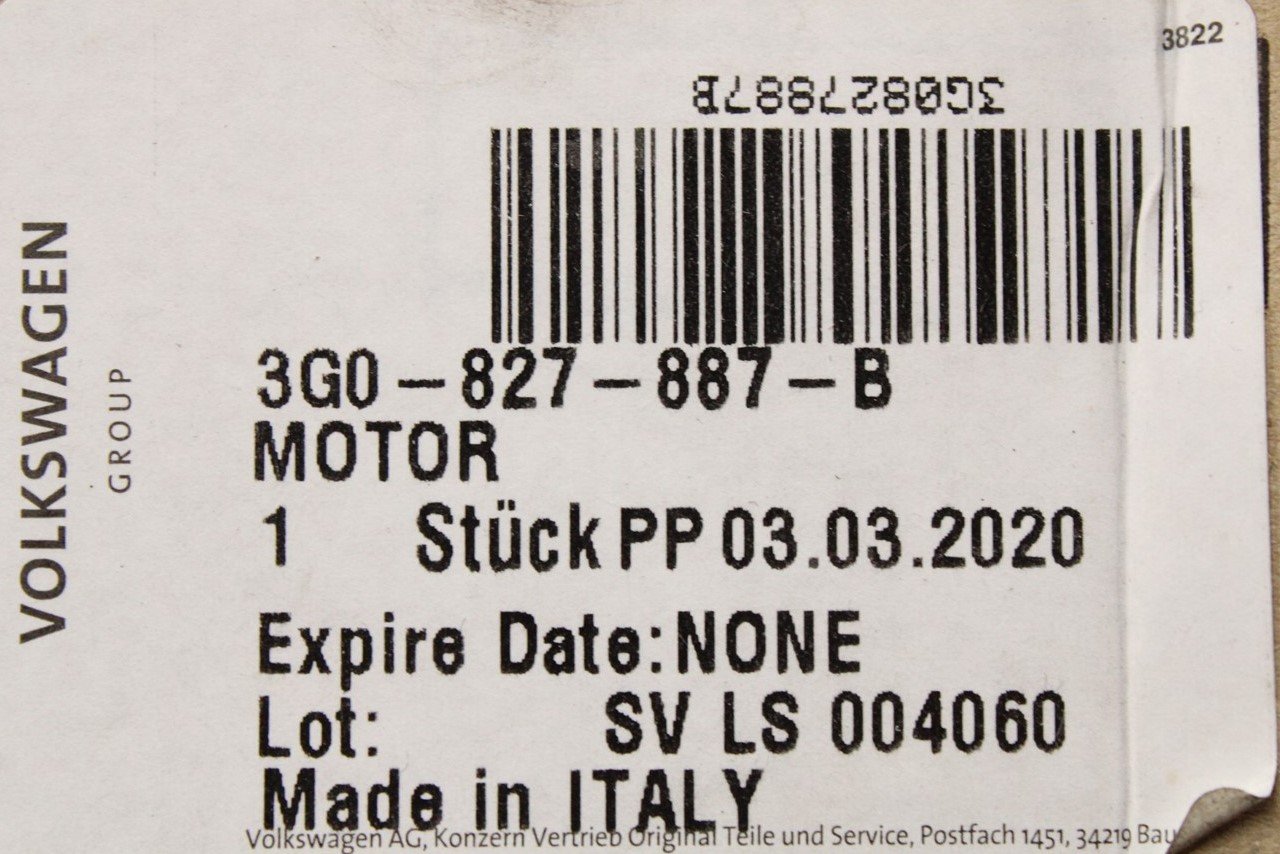 3822
3G0827887B
3G0-827-887-B
MOTOR
1 Stück PP 03.03.2020
Expire Date:NONE
Lot: SV LS 004060
Made in ITALY
Volkswagen AG, Konzern Vertrieb Original Teile und Service, Postfach 1451, 34219
VOLKSWAGEN
GROUP